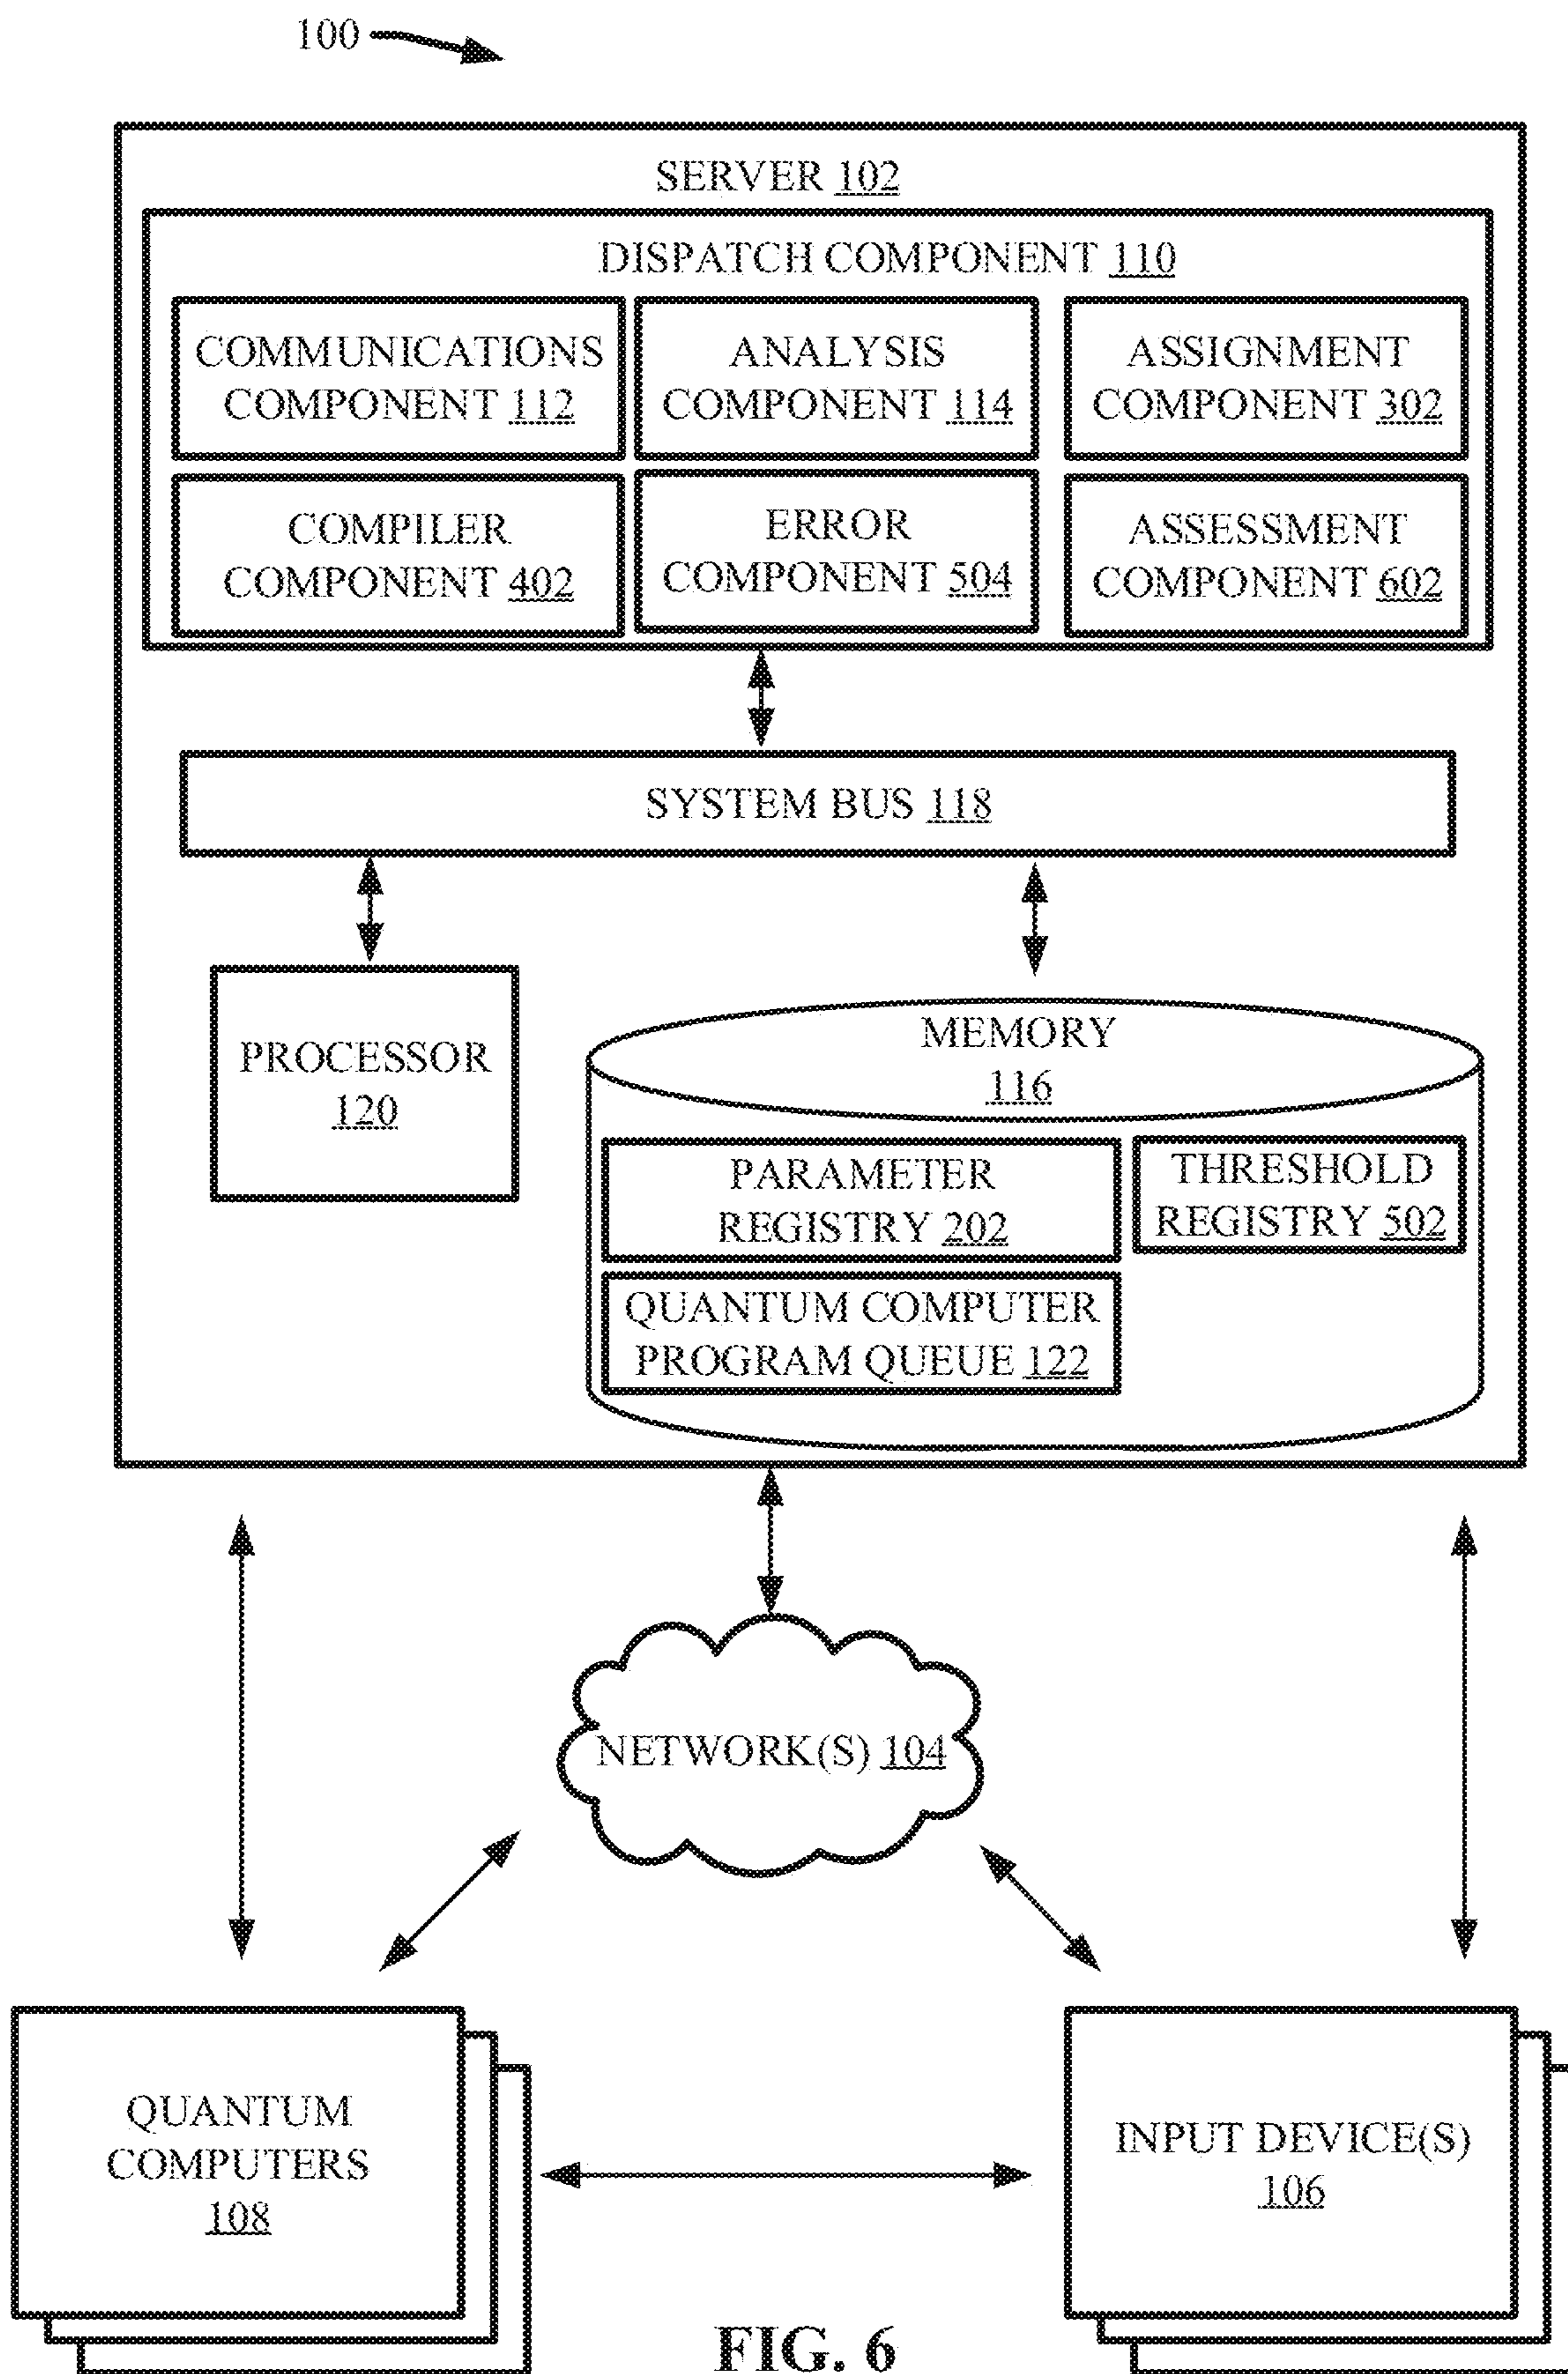 100
SERVER 102
DISPATCH COMPONENT 110
COMMUNICATIONS
COMPONENT 112
ANALYSIS
COMPONENT 114
ASSIGNMENT
COMPONENT 302
COMPILER
COMPONENT 402
ERROR
COMPONENT 504
ASSESSMENT
COMPONENT 602
SYSTEM BUS 118
PROCESSOR
120
MEMORY
116
PARAMETER
REGISTRY 202
THRESHOLD
REGISTRY 502
QUANTUM COMPUTER
PROGRAM QUEUE 122
NETWORK(S) 104
QUANTUM
COMPUTERS
108
INPUT DEVICE(S)
106
FIG. 6